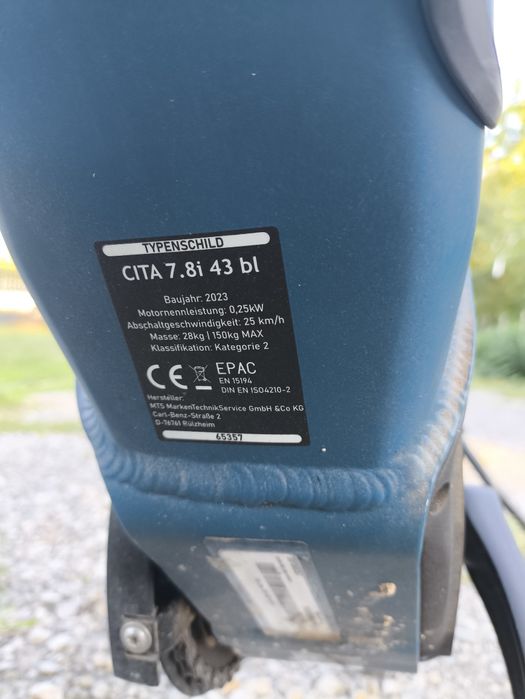 TYPENSCHILD
CITA 7.8i 43 bl
Baujahr: 2023
Motornennleistung: 0,25kW
Abschaltgeschwindigkeit: 25 km/h
Masse: 28kg | 150kg MAX
Klassifikation: Kategorie 2
CE EPAC
EN 15194
DIN EN ISO4210-2
Hersteller:
MTS MarkenTechnikService GmbH &Co KG
Carl-Benz-Straße 2
D-76761 Rülzheim
65357